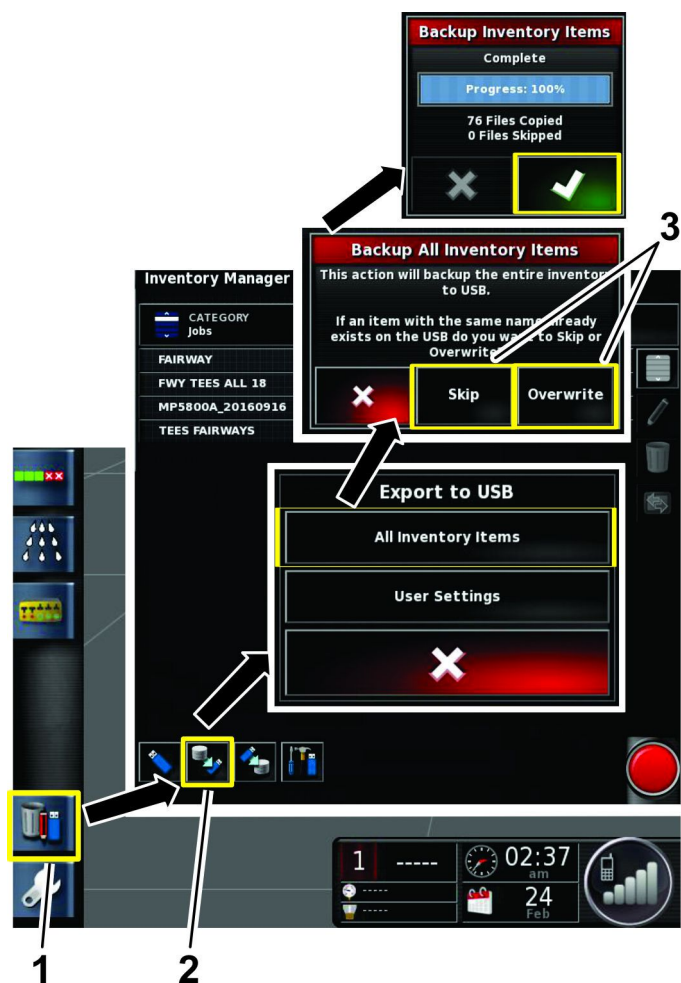 Backup Inventory Items
Complete
Progress: 100%
76 Files Copied
0 Files Skipped
3
Backup All Inventory Items
This action will backup the entire inventory
to USB.
If an item with the same name already
exists on the USB do you want to Skip or
Overwrite?
Skip
Overwrite
Inventory Manager
CATEGORY
Jobs
FAIRWAY
FWY TEES ALL 18
MP5800A_20160916
TEES FAIRWAYS
Export to USB
All Inventory Items
User Settings
1 -----
02:37
am
-----
24
Feb
-----
1
2